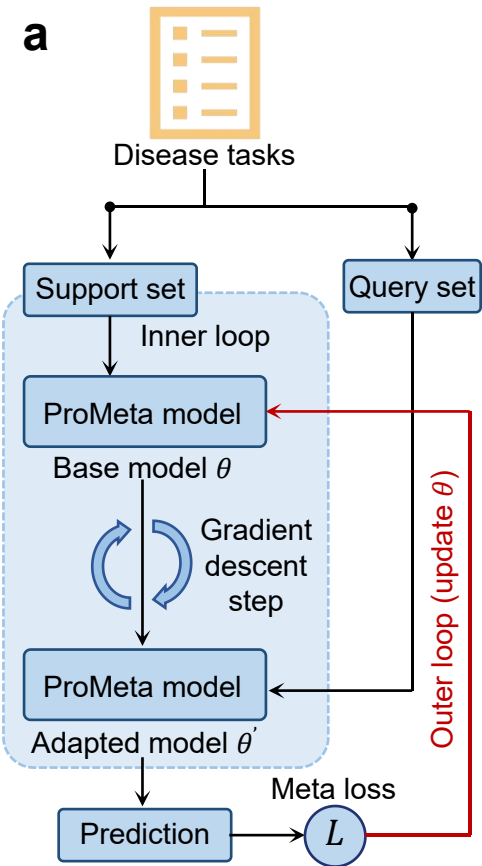 a
Disease tasks
Support set
Query set
Inner loop
ProMeta model
Base model θ
Gradient
descent
step
ProMeta model
Adapted model θ′
Outer loop (update θ)
Meta loss
Prediction
L